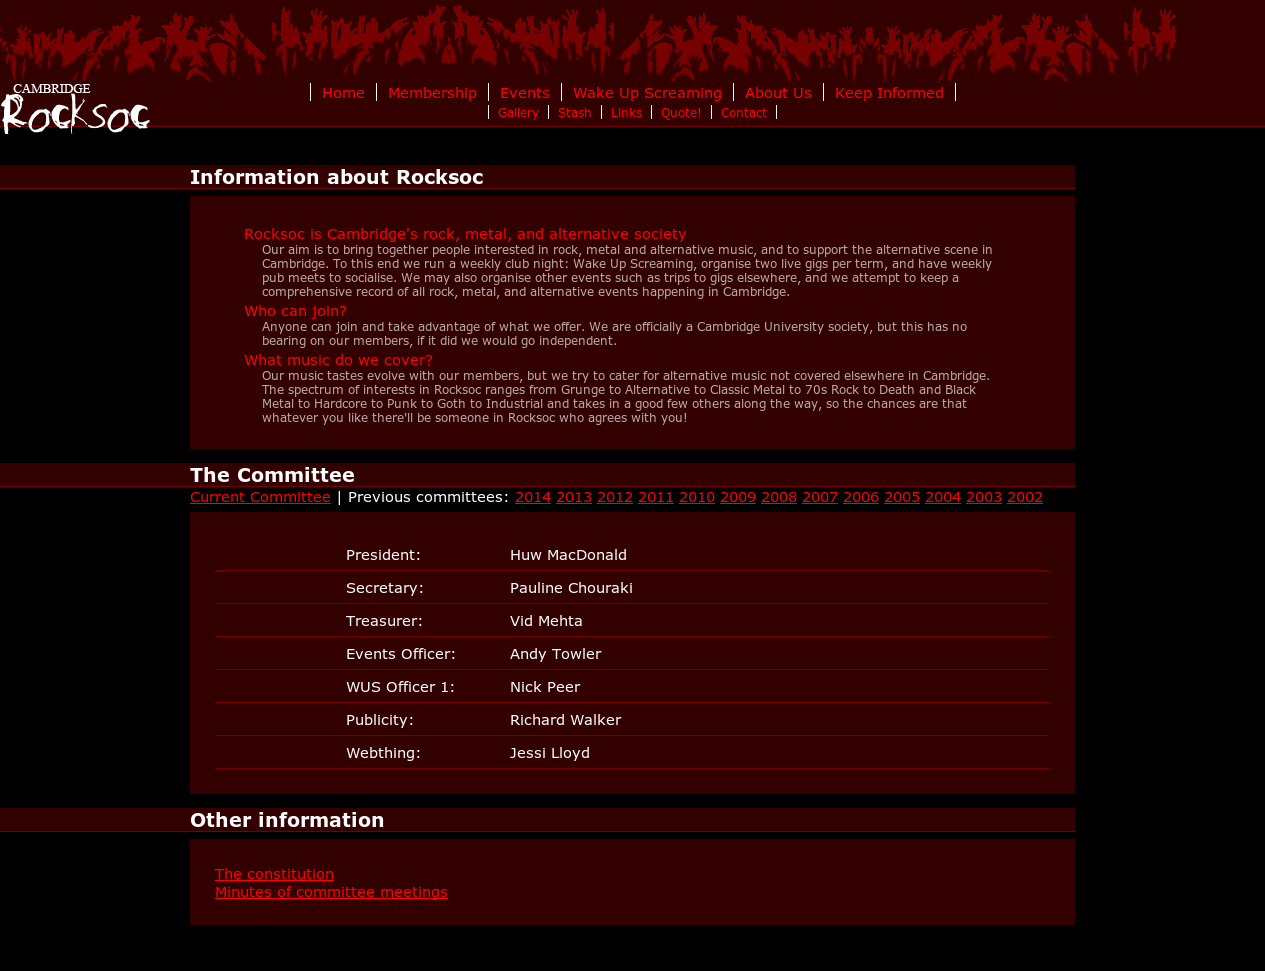 CAMBRIDGE
Rocksoc
Home Membership Events Wake Up Screaming About Us Keep Informed
Gallery Stash Links Quote! Contact
Information about Rocksoc
Rocksoc is Cambridge's rock, metal, and alternative society
Our aim is to bring together people interested in rock, metal and alternative music, and to support the alternative scene in
Cambridge. To this end we run a weekly club night: Wake Up Screaming, organise two live gigs per term, and have weekly
pub meets to socialise. We may also organise other events such as trips to gigs elsewhere, and we attempt to keep a
comprehensive record of all rock, metal, and alternative events happening in Cambridge.
Who can join?
Anyone can join and take advantage of what we offer. We are officially a Cambridge University society, but this has no
bearing on our members, if it did we would go independent.
What music do we cover?
Our music tastes evolve with our members, but we try to cater for alternative music not covered elsewhere in Cambridge.
The spectrum of interests in Rocksoc ranges from Grunge to Alternative to Classic Metal to 70s Rock to Death and Black
Metal to Hardcore to Punk to Goth to Industrial and takes in a good few others along the way, so the chances are that
whatever you like there'll be someone in Rocksoc who agrees with you!
The Committee
Current Committee | Previous committees: 2014 2013 2012 2011 2010 2009 2008 2007 2006 2005 2004 2003 2002
President: Huw MacDonald
Secretary: Pauline Chouraki
Treasurer: Vid Mehta
Events Officer: Andy Towler
WUS Officer 1: Nick Peer
Publicity: Richard Walker
Webthing: Jessi Lloyd
Other information
The constitution
Minutes of committee meetings